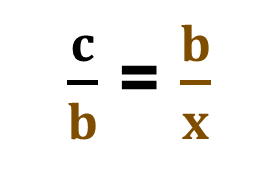 c/b = b/x